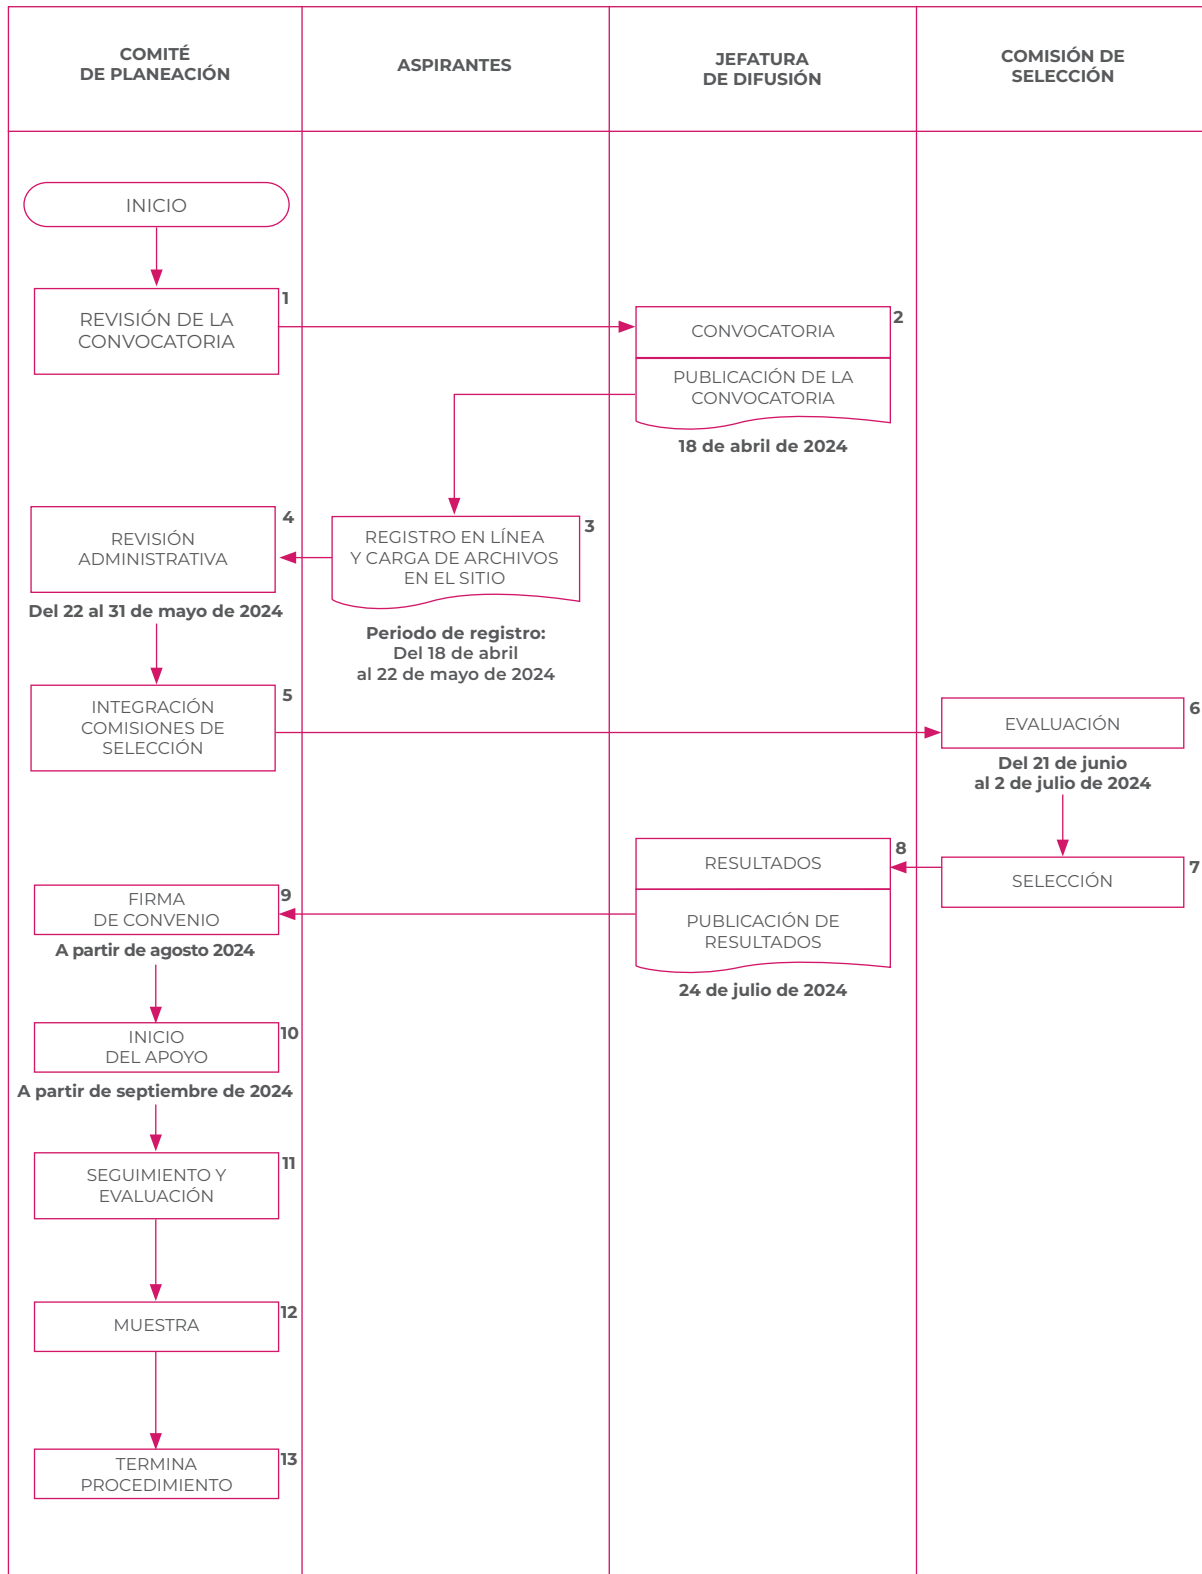 COMITÉ
DE PLANEACIÓN
ASPIRANTES
JEFATURA
DE DIFUSIÓN
COMISIÓN DE
SELECCIÓN
INICIO
1
REVISIÓN DE LA
CONVOCATORIA
2
CONVOCATORIA
PUBLICACIÓN DE LA
CONVOCATORIA
18 de abril de 2024
3
REGISTRO EN LÍNEA
Y CARGA DE ARCHIVOS
EN EL SITIO
Periodo de registro:
Del 18 de abril
al 22 de mayo de 2024
4
REVISIÓN
ADMINISTRATIVA
Del 22 al 31 de mayo de 2024
5
INTEGRACIÓN
COMISIONES DE
SELECCIÓN
6
EVALUACIÓN
Del 21 de junio
al 2 de julio de 2024
7
SELECCIÓN
8
RESULTADOS
PUBLICACIÓN DE
RESULTADOS
24 de julio de 2024
9
FIRMA
DE CONVENIO
A partir de agosto 2024
10
INICIO
DEL APOYO
A partir de septiembre de 2024
11
SEGUIMIENTO Y
EVALUACIÓN
12
MUESTRA
13
TERMINA
PROCEDIMIENTO